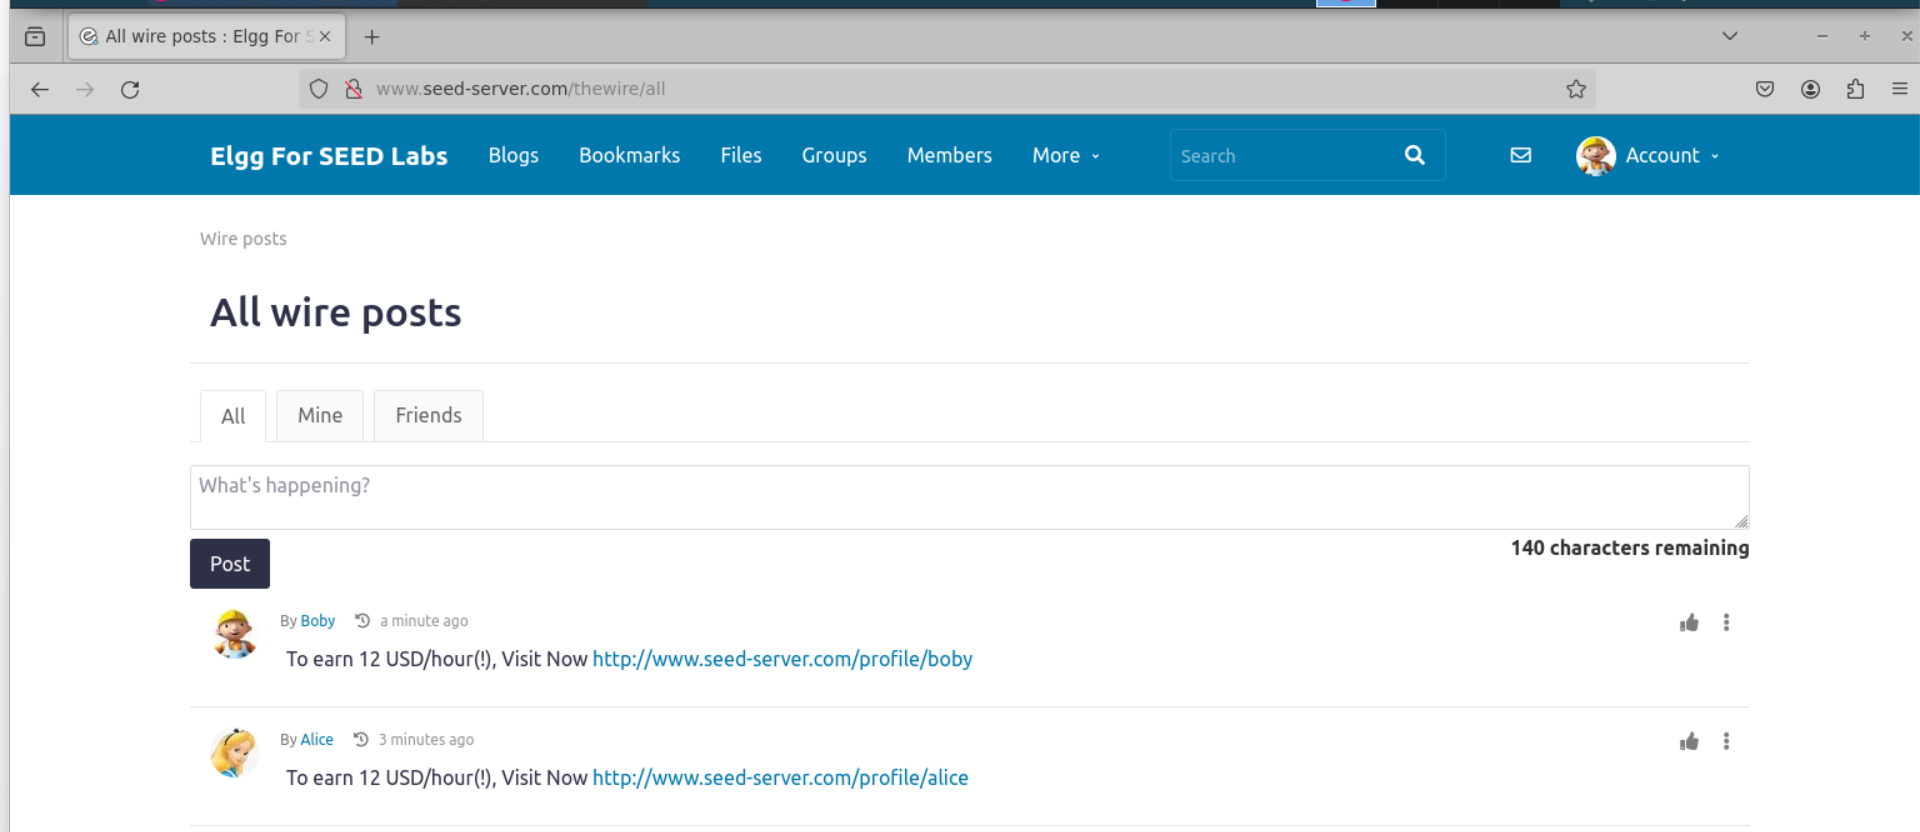 All wire posts : Elgg For S
www.seed-server.com/thewire/all
Elgg For SEED Labs Blogs Bookmarks Files Groups Members More Search Account
Wire posts
All wire posts
All Mine Friends
What's happening?
140 characters remaining
Post
By Boby a minute ago
To earn 12 USD/hour(!), Visit Now http://www.seed-server.com/profile/boby
By Alice 3 minutes ago
To earn 12 USD/hour(!), Visit Now http://www.seed-server.com/profile/alice